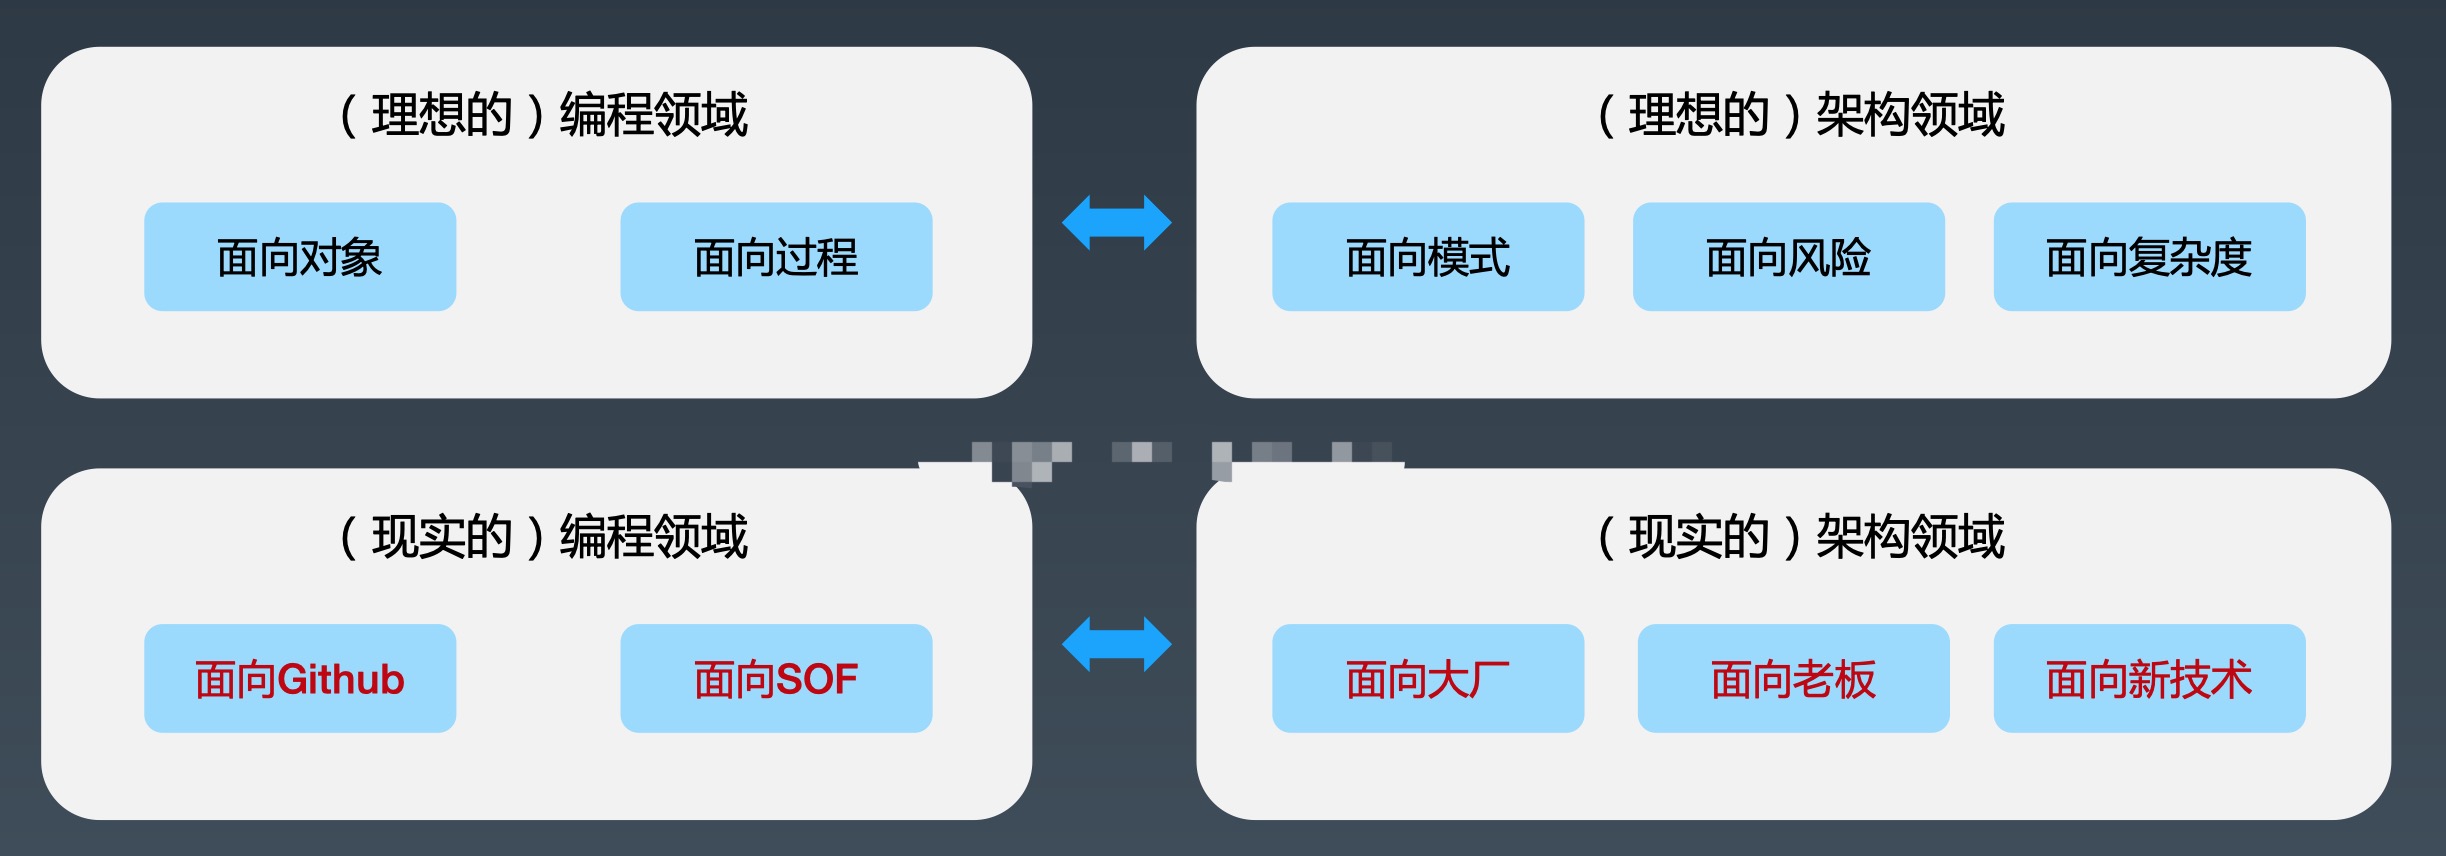 （理想的）编程领域
面向对象
面向过程
（理想的）架构领域
面向模式
面向风险
面向复杂度
（现实的）编程领域
面向Github
面向SOF
（现实的）架构领域
面向大厂
面向老板
面向新技术